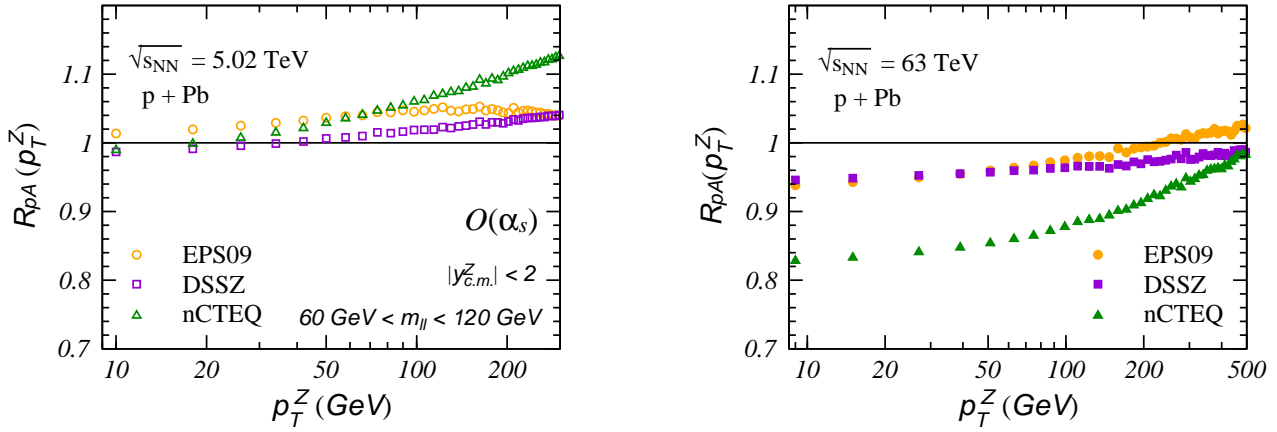 √s_NN = 5.02 TeV
p + Pb
R_pA (p_T^Z)
1.1
1
0.9
0.8
0.7
O(α_s)
EPS09
DSSZ
nCTEQ
|y_c.m.^Z| < 2
60 GeV < m_ll < 120 GeV
10 20 50 100 200
p_T^Z (GeV)
√s_NN = 63 TeV
p + Pb
R_pA(p_T^Z)
1.1
1
0.9
0.8
0.7
EPS09
DSSZ
nCTEQ
10 20 50 100 200 500
p_T^Z (GeV)